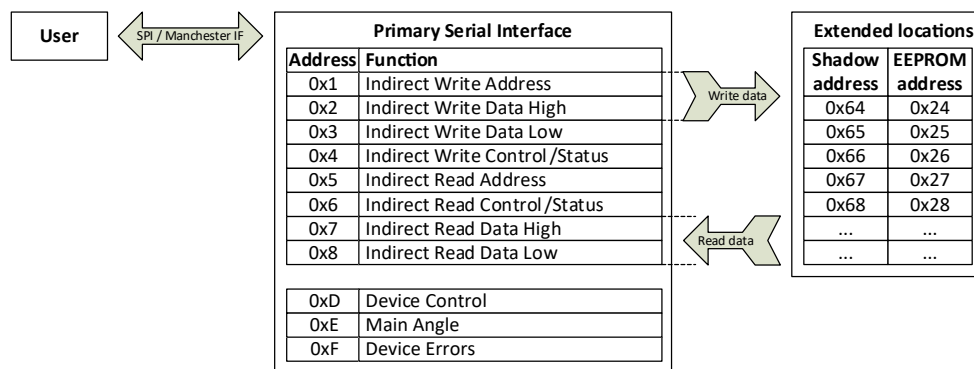 User
SPI / Manchester IF
Primary Serial Interface
Address Function
0x1 Indirect Write Address
0x2 Indirect Write Data High
0x3 Indirect Write Data Low
0x4 Indirect Write Control/Status
0x5 Indirect Read Address
0x6 Indirect Read Control/Status
0x7 Indirect Read Data High
0x8 Indirect Read Data Low
0xD Device Control
0xE Main Angle
0xF Device Errors
Write data
Read data
Extended locations
Shadow address EEPROM address
0x64 0x24
0x65 0x25
0x66 0x26
0x67 0x27
0x68 0x28
... ...
... ...